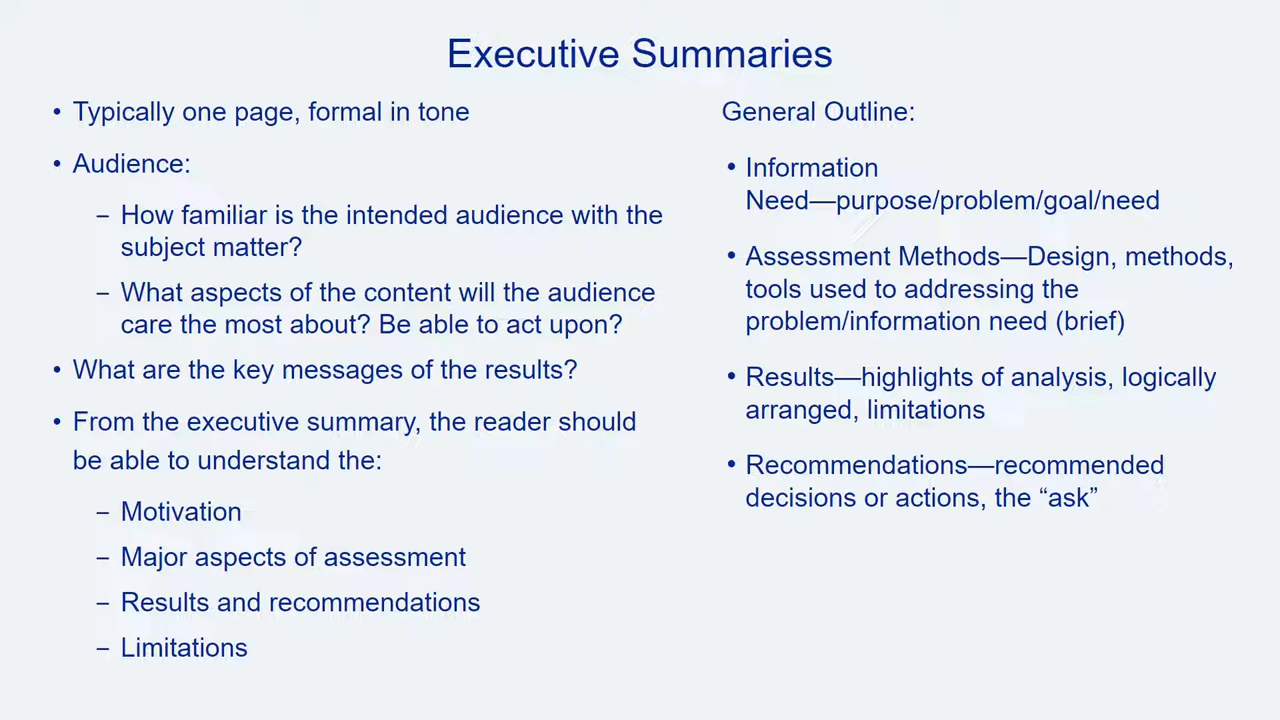 Executive Summaries
• Typically one page, formal in tone
• Audience:
– How familiar is the intended audience with the
subject matter?
– What aspects of the content will the audience
care the most about? Be able to act upon?
• What are the key messages of the results?
• From the executive summary, the reader should
be able to understand the:
– Motivation
– Major aspects of assessment
– Results and recommendations
– Limitations
General Outline:
• Information
Need—purpose/problem/goal/need
• Assessment Methods—Design, methods,
tools used to addressing the
problem/information need (brief)
• Results—highlights of analysis, logically
arranged, limitations
• Recommendations—recommended
decisions or actions, the “ask”